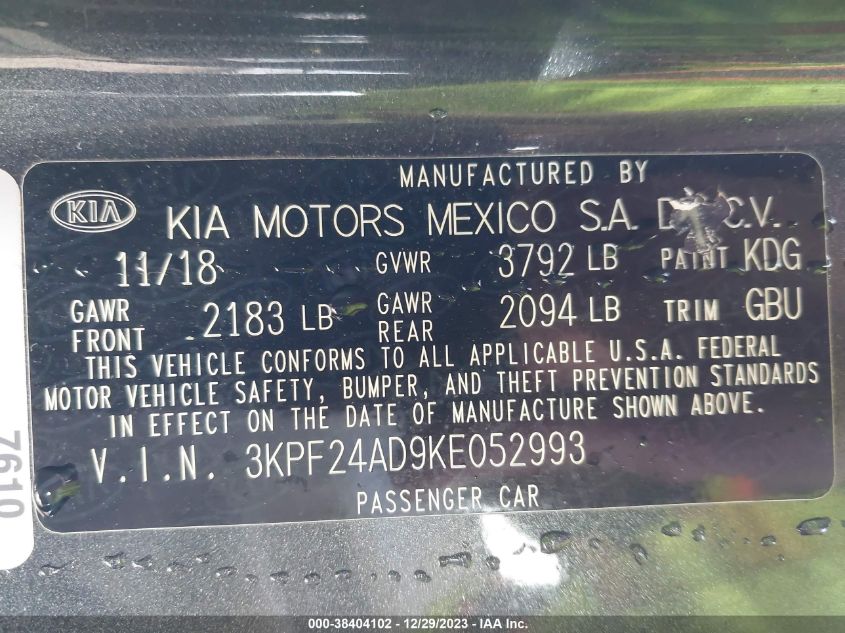 MANUFACTURED BY
KIA KIA MOTORS MEXICO S.A. C.V.
11/18 GVWR 3792 LB PAINT KDG
GAWR FRONT 2183 LB GAWR REAR 2094 LB TRIM GBU
THIS VEHICLE CONFORMS TO ALL APPLICABLE U.S.A. FEDERAL
MOTOR VEHICLE SAFETY, BUMPER, AND THEFT PREVENTION STANDARDS
IN EFFECT ON THE DATE OF MANUFACTURE SHOWN ABOVE.
V.I.N. 3KPF24AD9KE052993
PASSENGER CAR
7610
000-38404102 - 12/29/2023 - IAA Inc.